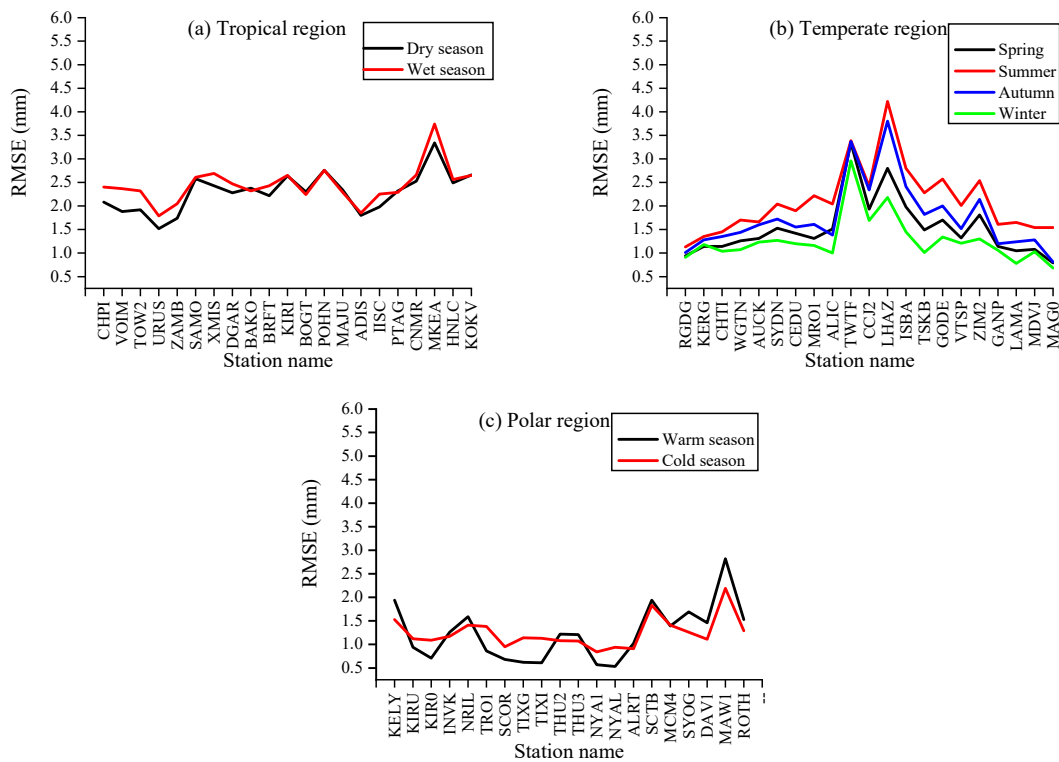 (a) Tropical region
Dry season
Wet season
RMSE (mm)
6.0
5.5
5.0
4.5
4.0
3.5
3.0
2.5
2.0
1.5
1.0
0.5
CHPI
VOIM
TOW2
URUS
ZAMB
SAMO
XMIS
DGAR
BAKO
BRFT
KIRI
BOGT
POHN
MAJU
ADIS
IISC
PTAG
CNMR
MKEA
HNLC
KOKV
Station name
(b) Temperate region
Spring
Summer
Autumn
Winter
RMSE (mm)
6.0
5.5
5.0
4.5
4.0
3.5
3.0
2.5
2.0
1.5
1.0
0.5
RGDG
KERG
CHTI
WGTN
AUCK
SYDN
CEDU
MRO1
ALIC
TWTF
CCJ2
LHAZ
ISBA
TSKB
GODE
VTSP
ZIM2
GANP
LAMA
MDVJ
MAG0
Station name
(c) Polar region
Warm season
Cold season
RMSE (mm)
6.0
5.5
5.0
4.5
4.0
3.5
3.0
2.5
2.0
1.5
1.0
0.5
KELY
KIRU
KIR0
INVK
NRIL
TRO1
SCOR
TIXG
TIXI
THU2
THU3
NYA1
NYAL
ALRT
SCTB
MCM4
SYOG
DAV1
MAW1
ROTH
--
Station name